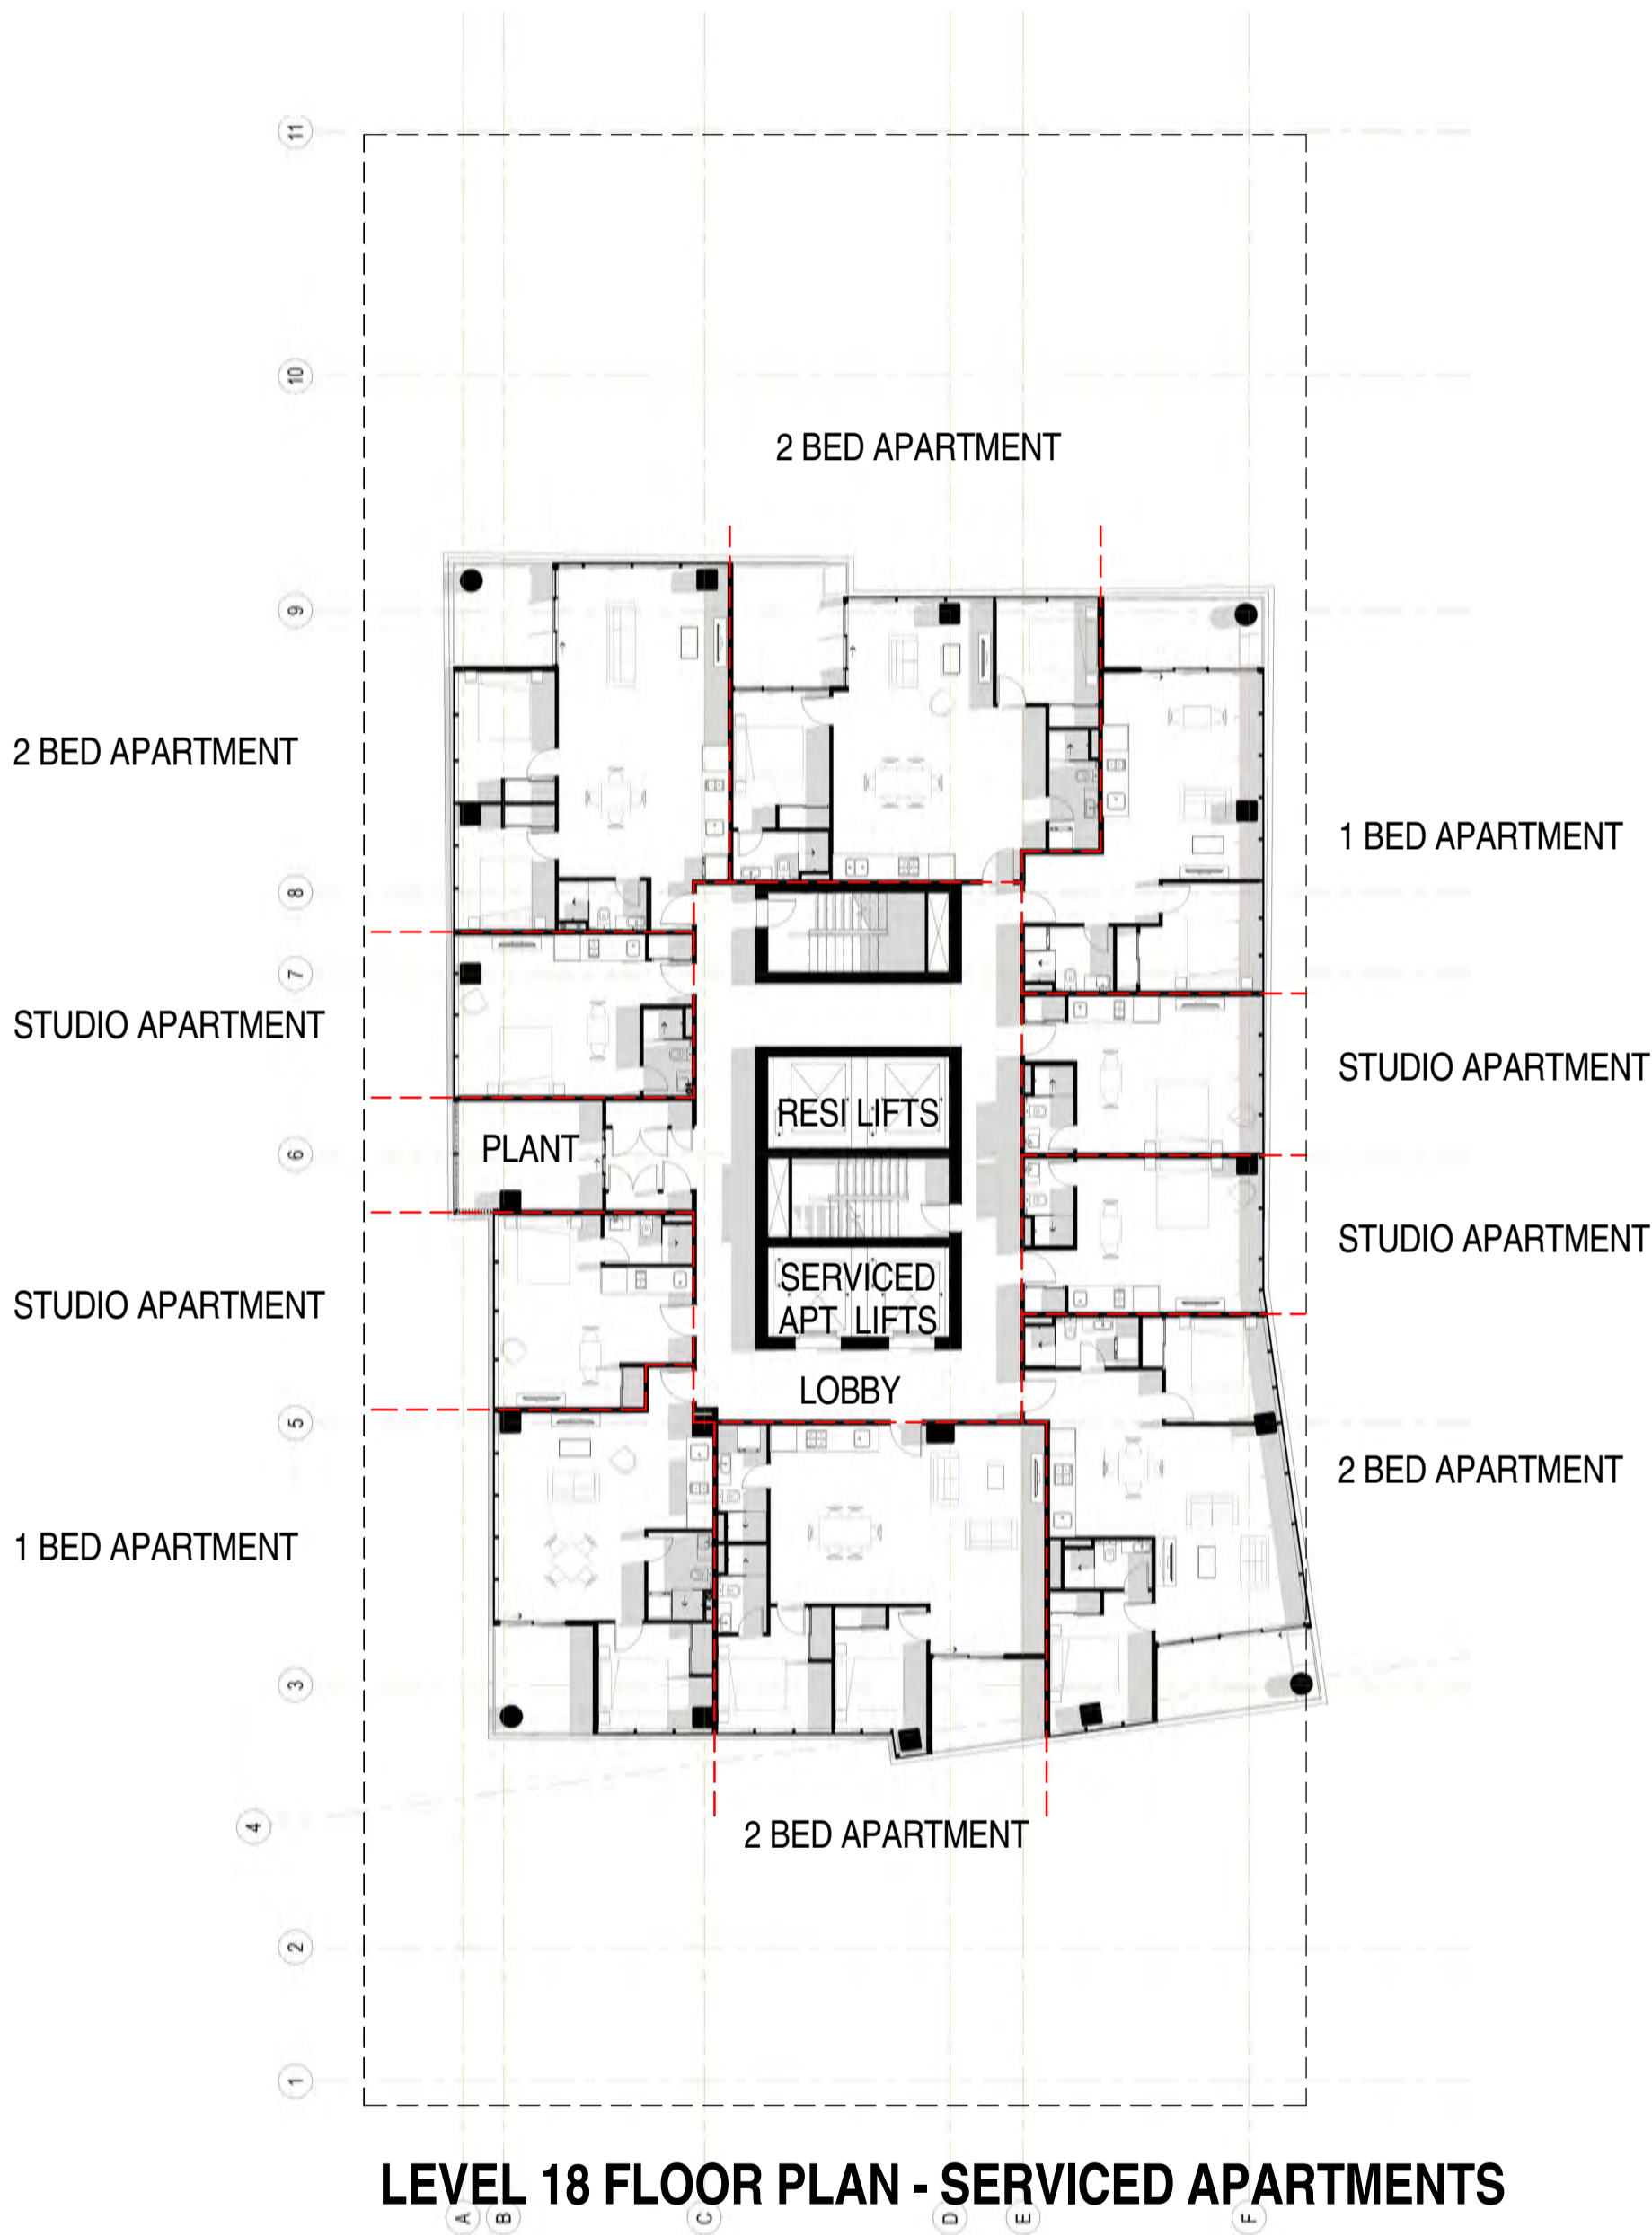 11
10
2 BED APARTMENT
9
2 BED APARTMENT
1 BED APARTMENT
8
7
STUDIO APARTMENT
STUDIO APARTMENT
RESI LIFTS
PLANT
6
STUDIO APARTMENT
SERVICED
APT LIFTS
STUDIO APARTMENT
LOBBY
5
2 BED APARTMENT
1 BED APARTMENT
3
4
2 BED APARTMENT
2
1
LEVEL 18 FLOOR PLAN - SERVICED APARTMENTS
A B C D E F